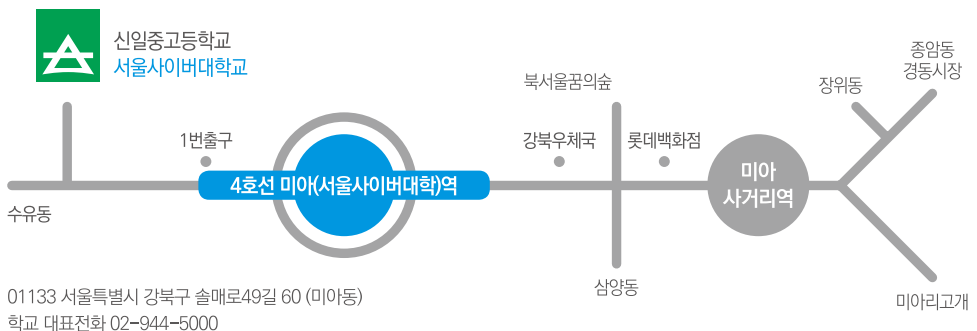 신일중고등학교
서울사이버대학교
종암동
경동시장
장위동
북서울꿈의숲
1번출구
강북우체국
롯데백화점
4호선 미아(서울사이버대학)역
미아
사거리역
수유동
삼양동
미아리고개
01133 서울특별시 강북구 솔매로49길 60 (미아동)
학교 대표전화 02-944-5000